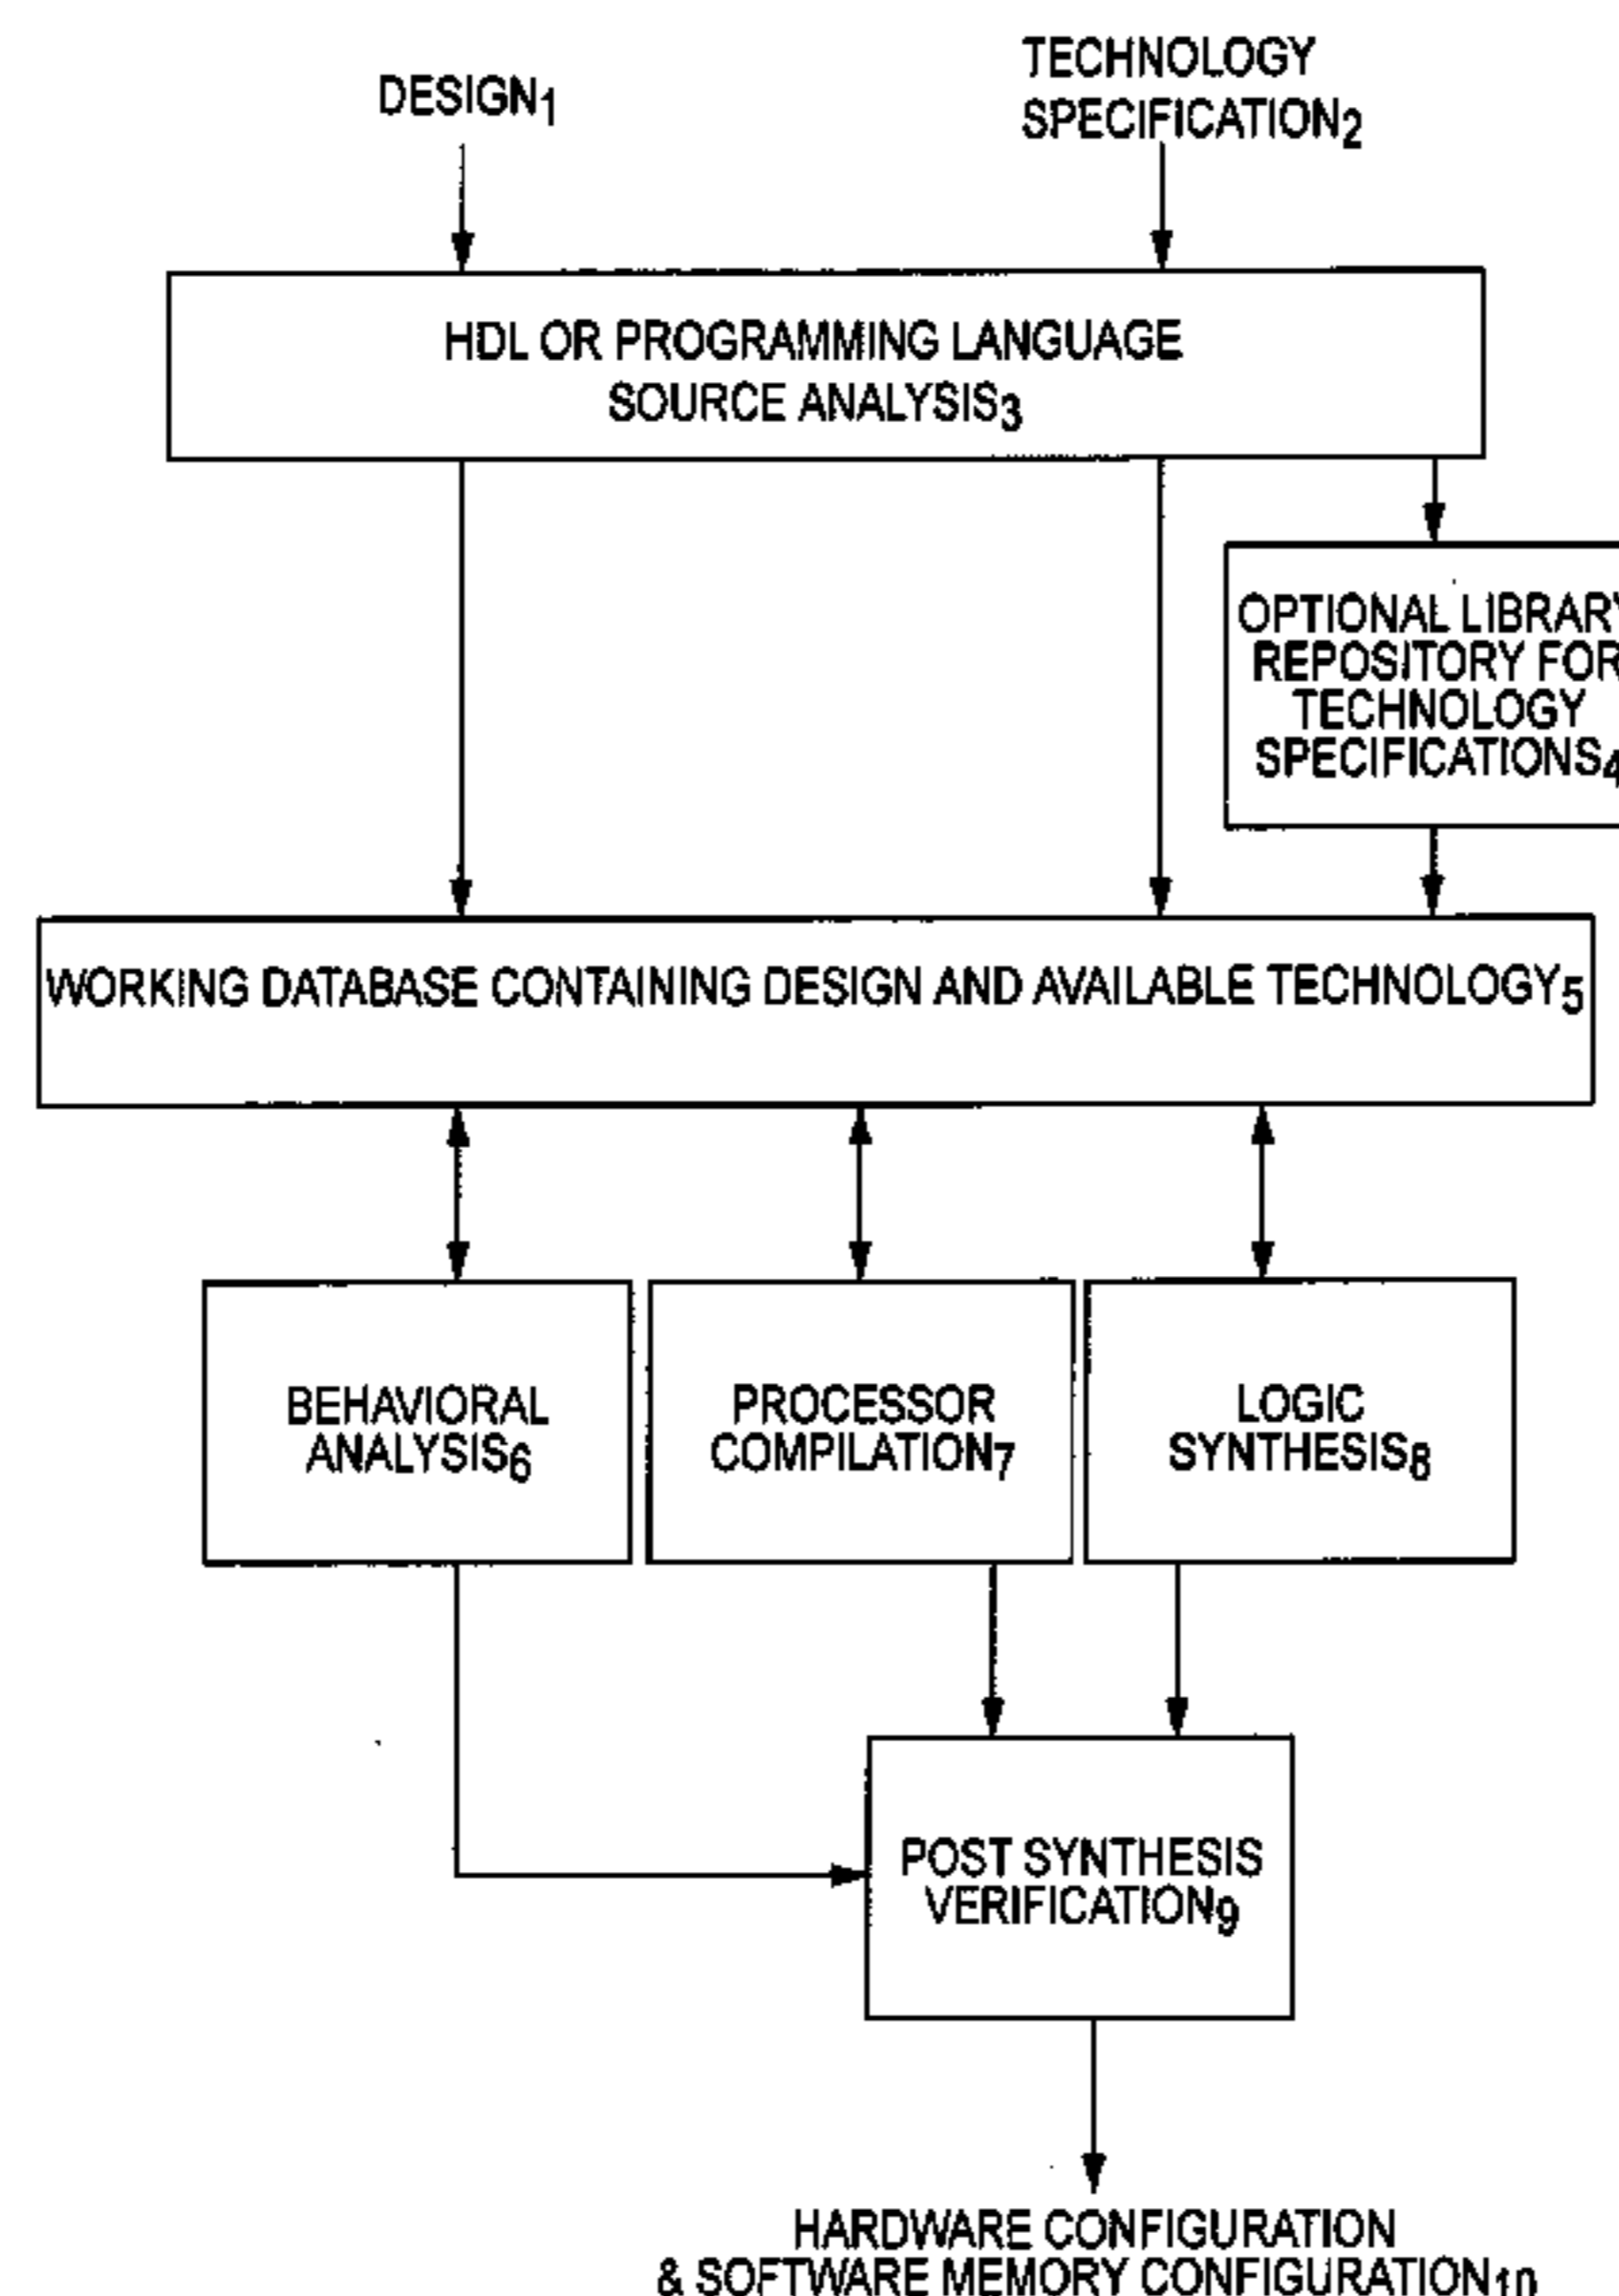 DESIGN1
TECHNOLOGY
SPECIFICATION2
HDL OR PROGRAMMING LANGUAGE
SOURCE ANALYSIS3
OPTIONAL LIBRARY
REPOSITORY FOR
TECHNOLOGY
SPECIFICATIONS4
WORKING DATABASE CONTAINING DESIGN AND AVAILABLE TECHNOLOGY5
BEHAVIORAL
ANALYSIS6
PROCESSOR
COMPILATION7
LOGIC
SYNTHESIS8
POST SYNTHESIS
VERIFICATION9
HARDWARE CONFIGURATION
& SOFTWARE MEMORY CONFIGURATION10